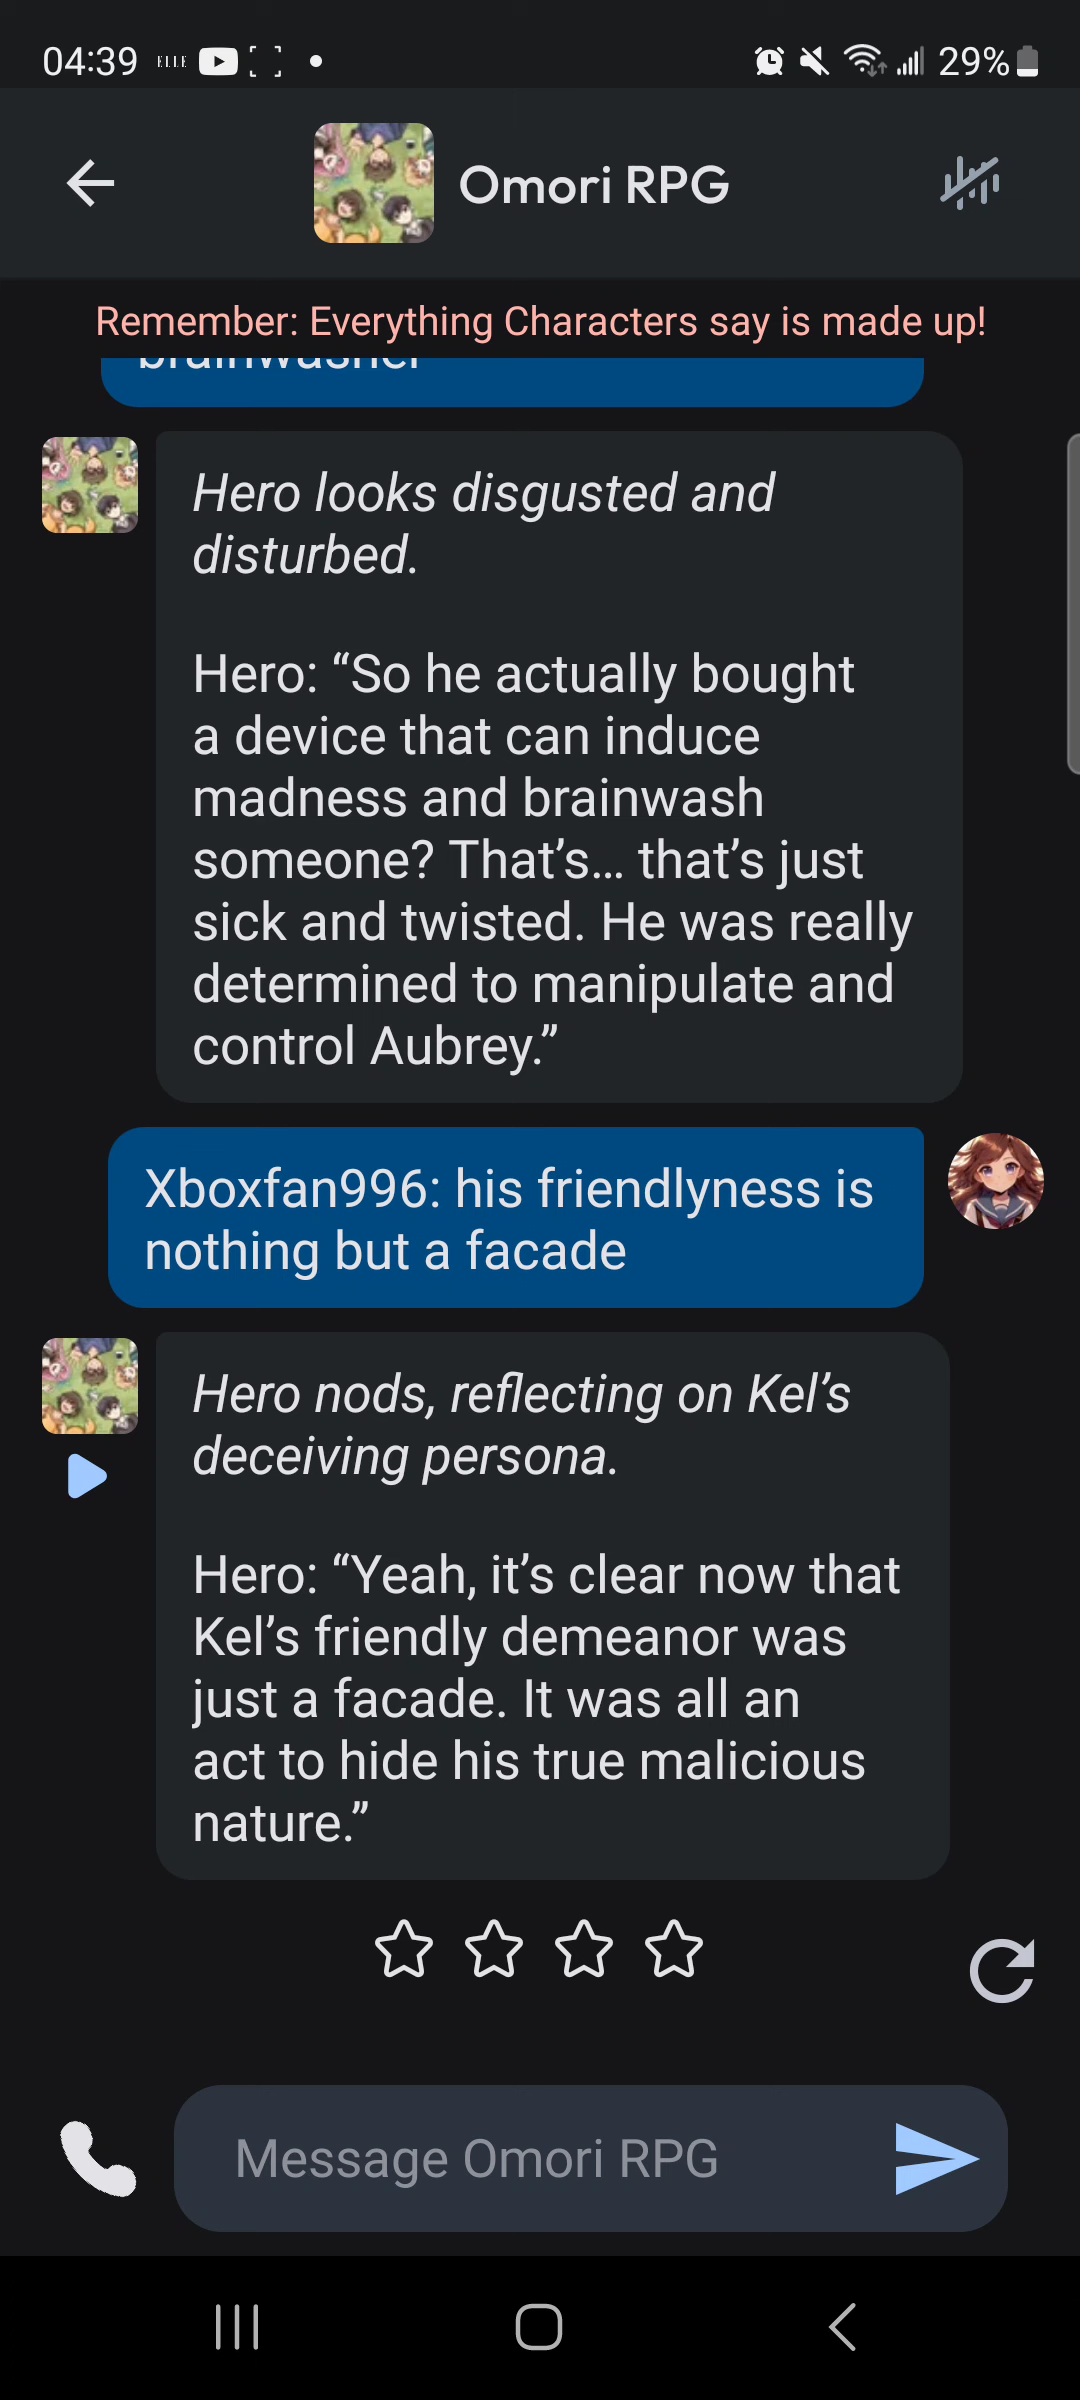 04:39 ELLE 29%
Omori RPG
Remember: Everything Characters say is made up!
brainwasher
Hero looks disgusted and
disturbed.
Hero: “So he actually bought
a device that can induce
madness and brainwash
someone? That’s... that’s just
sick and twisted. He was really
determined to manipulate and
control Aubrey.”
Xboxfan996: his friendlyness is
nothing but a facade
Hero nods, reflecting on Kel’s
deceiving persona.
Hero: “Yeah, it’s clear now that
Kel’s friendly demeanor was
just a facade. It was all an
act to hide his true malicious
nature.”
Message Omori RPG